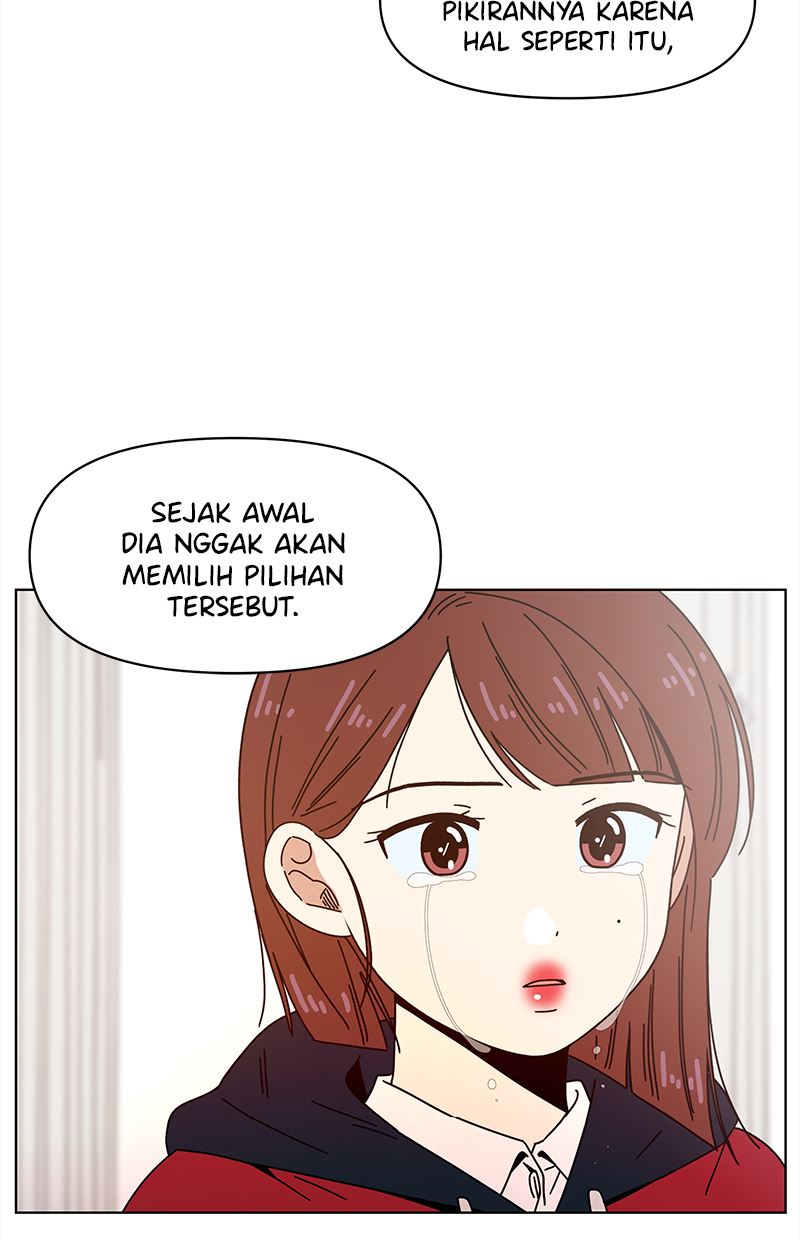 PIKIRANNYA KARENA
HAL SEPERTI ITU,
SEJAK AWAL
DIA NGGAK AKAN
MEMILIH PILIHAN
TERSEBUT.